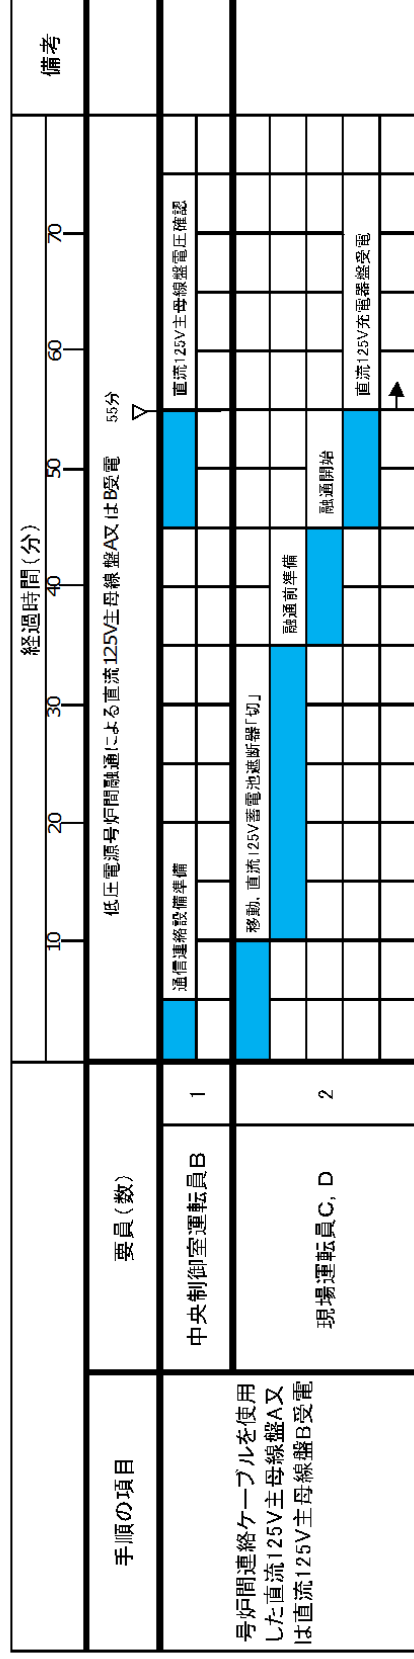 経過時間(分)
備考
10 20 30 40 50 60 70
手順の項目
要員(数)
低圧電源号炉間融通による直流125V主母線盤A又はB受電
55分
号炉間連絡ケーブルを使用
した直流125V主母線盤A又
は直流125V主母線盤B受電
中央制御室運転員B
1
通信連絡設備準備
直流125V主母線盤電圧確認
現場運転員C, D
2
移動、直流125V蓄電池遮断器「切」
融通前準備
融通開始
直流125V充電器盤受電